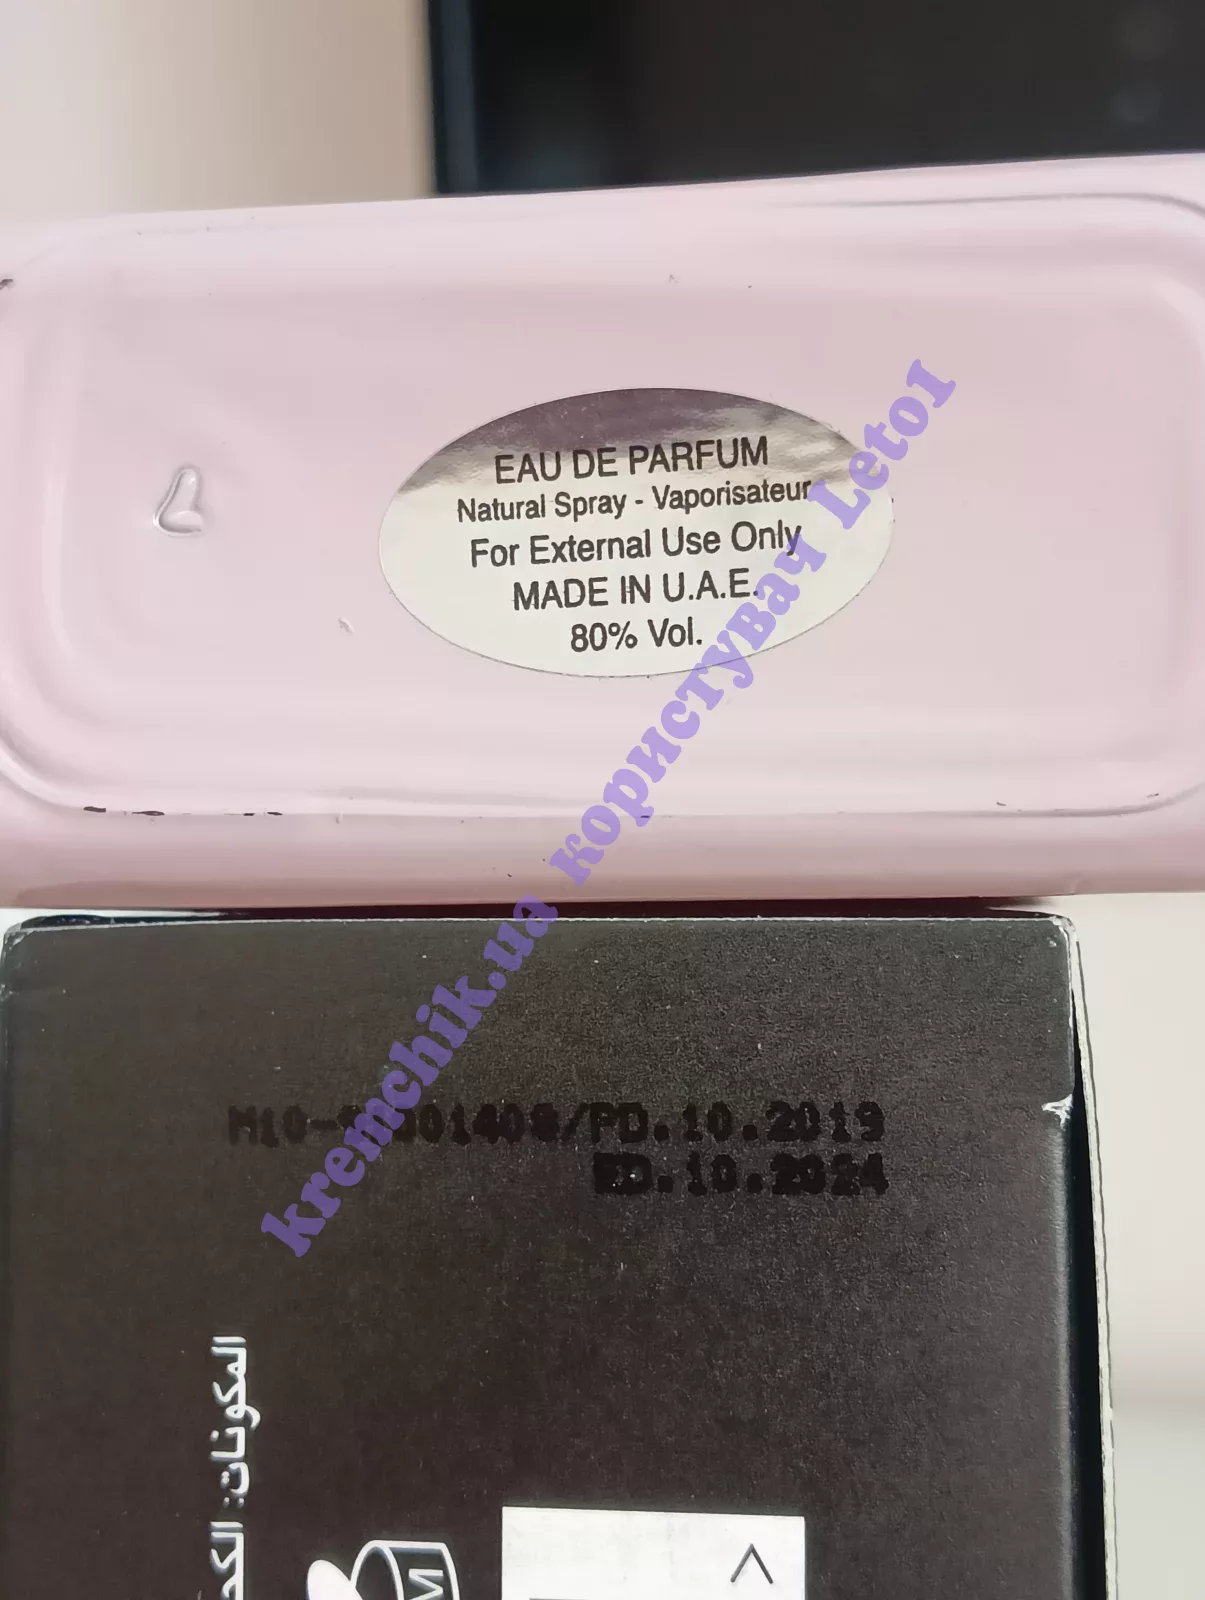 EAU DE PARFUM
Natural Spray - Vaporisateur
For External Use Only
MADE IN U.A.E.
80% Vol.
kremchik.ua користувач Leto1
PD.10.2019
ED.10.2024
المكونات:
M